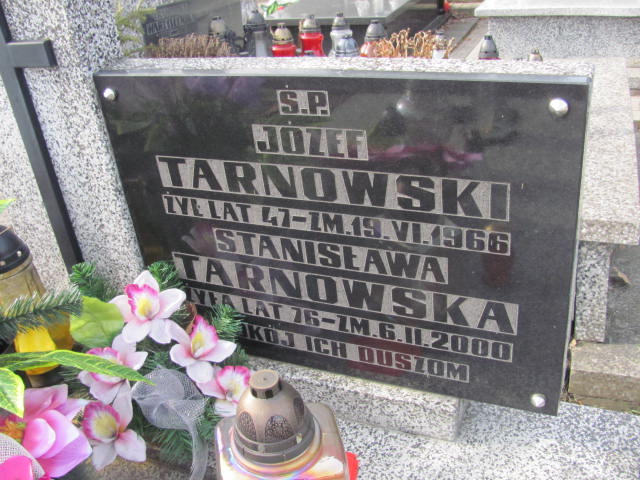 Ś.P.
JÓZEF
TARNOWSKI
ŻYŁ LAT 47-ZM.19.VI.1966
STANISŁAWA
TARNOWSKA
ŻYŁA LAT 76-ZM.6.II.2000
POKÓJ ICH DUSZOM